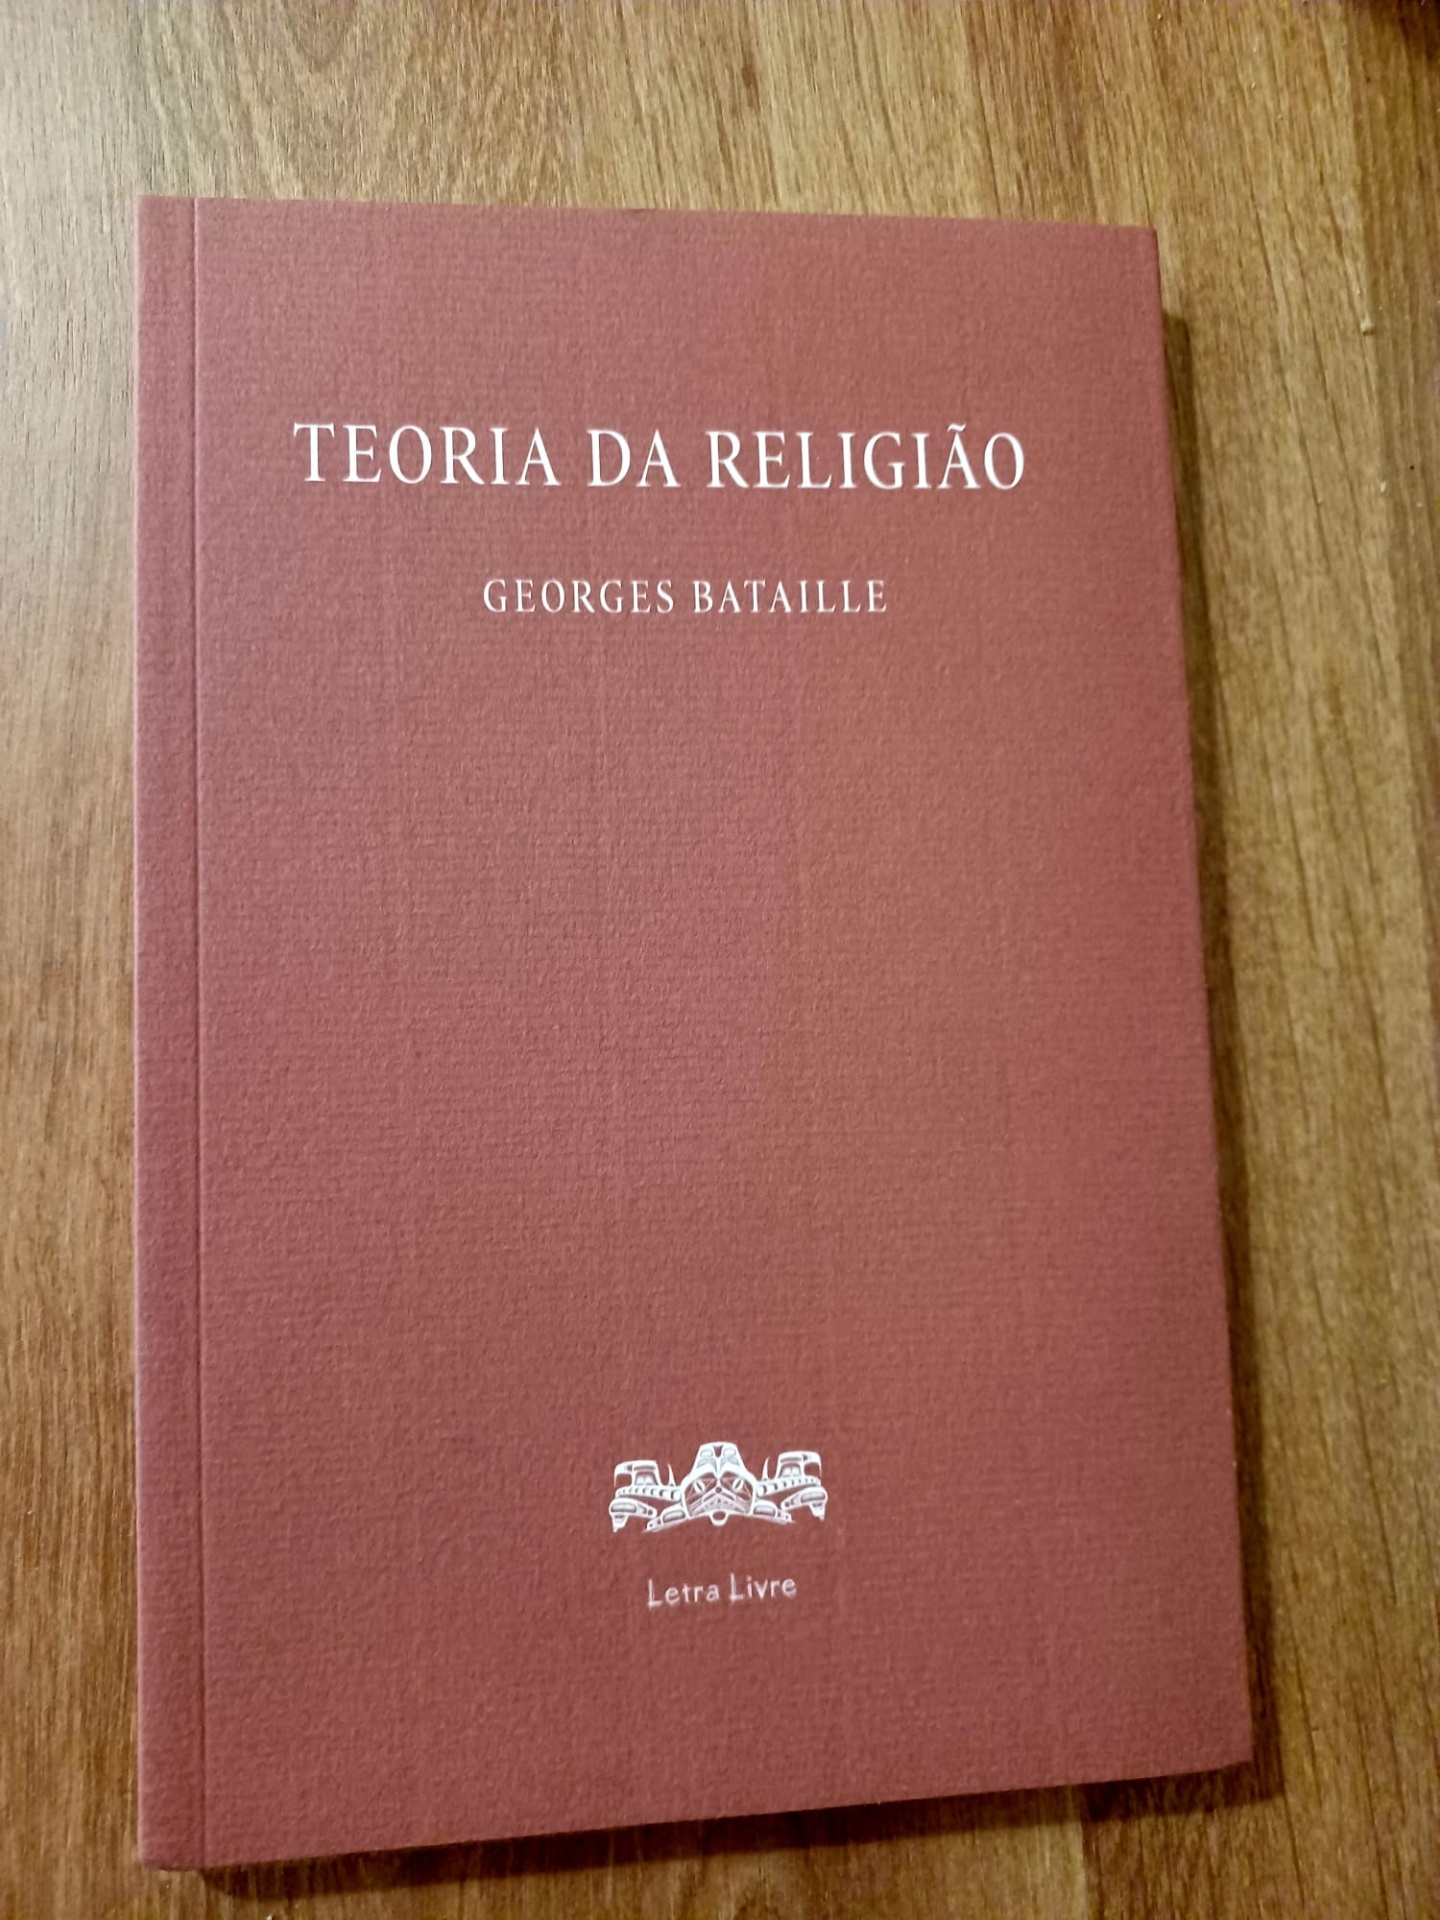 TEORIA DA RELIGIÃO
GEORGES BATAILLE
Letra Livre